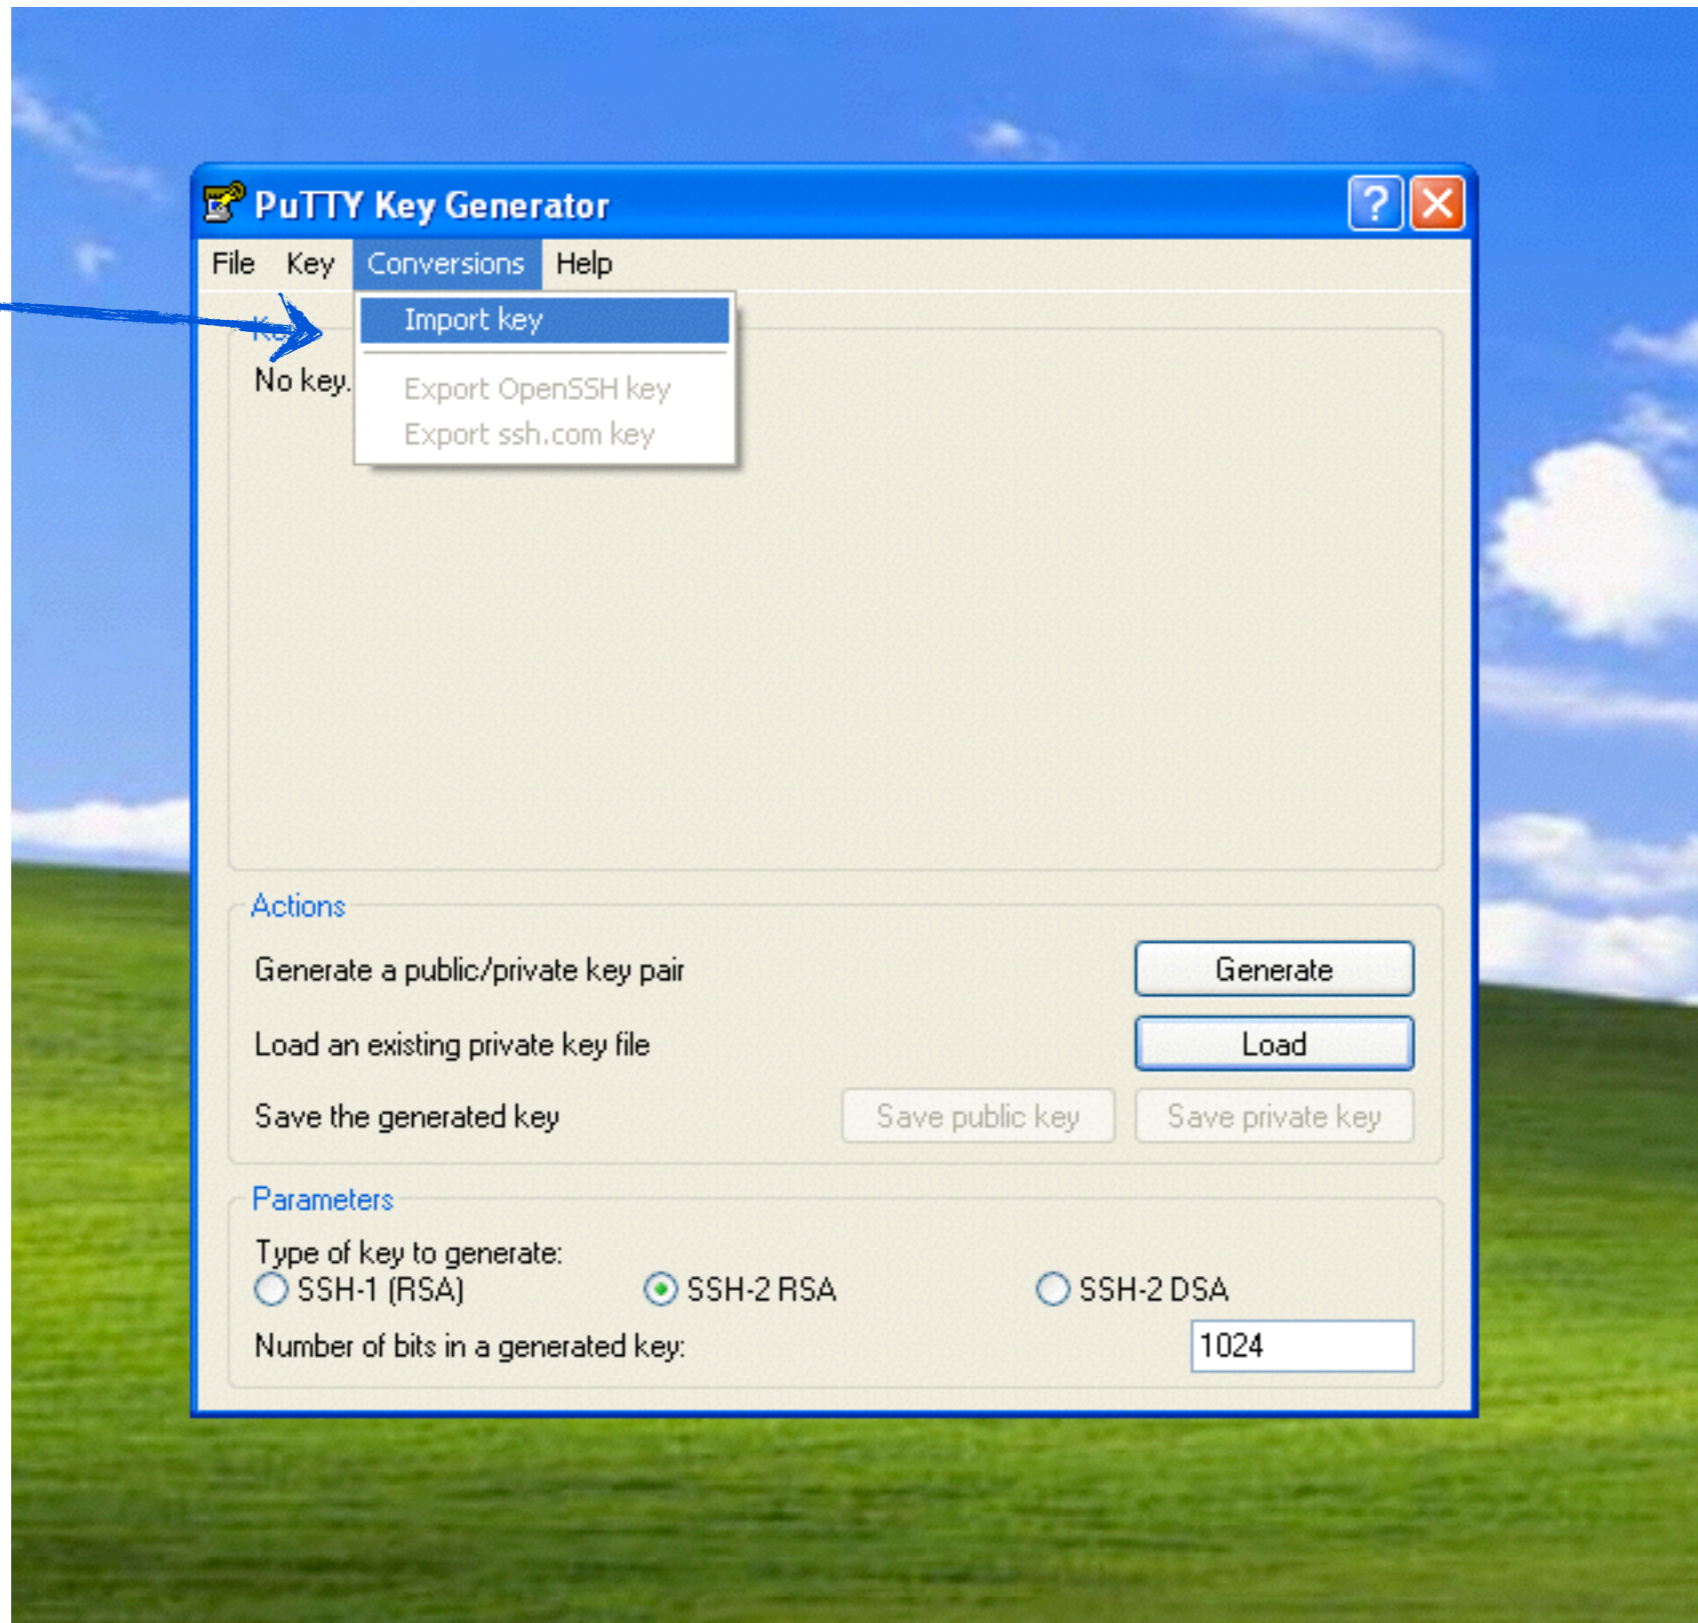 PuTTY Key Generator
File Key Conversions Help
Import key
No key.
Export OpenSSH key
Export ssh.com key
Actions
Generate a public/private key pair Generate
Load an existing private key file Load
Save the generated key Save public key Save private key
Parameters
Type of key to generate:
SSH-1 (RSA) SSH-2 RSA SSH-2 DSA
Number of bits in a generated key: 1024